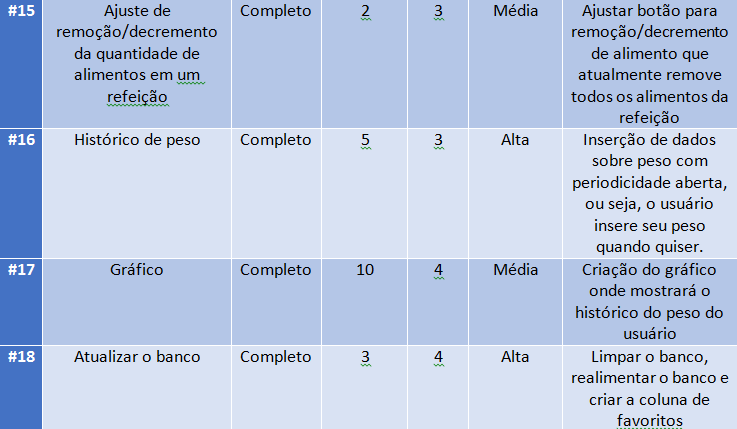 #15
Ajuste de
remoção/decremento
da quantidade de
alimentos em um
refeição
Completo
2
3
Média
Ajustar botão para
remoção/decremento
de alimento que
atualmente remove
todos os alimentos da
refeição
#16
Histórico de peso
Completo
5
3
Alta
Inserção de dados
sobre peso com
periodicidade aberta,
ou seja, o usuário
insere seu peso
quando quiser.
#17
Gráfico
Completo
10
4
Média
Criação do gráfico
onde mostrará o
histórico do peso do
usuário
#18
Atualizar o banco
Completo
3
4
Alta
Limpar o banco,
realimentar o banco e
criar a coluna de
favoritos